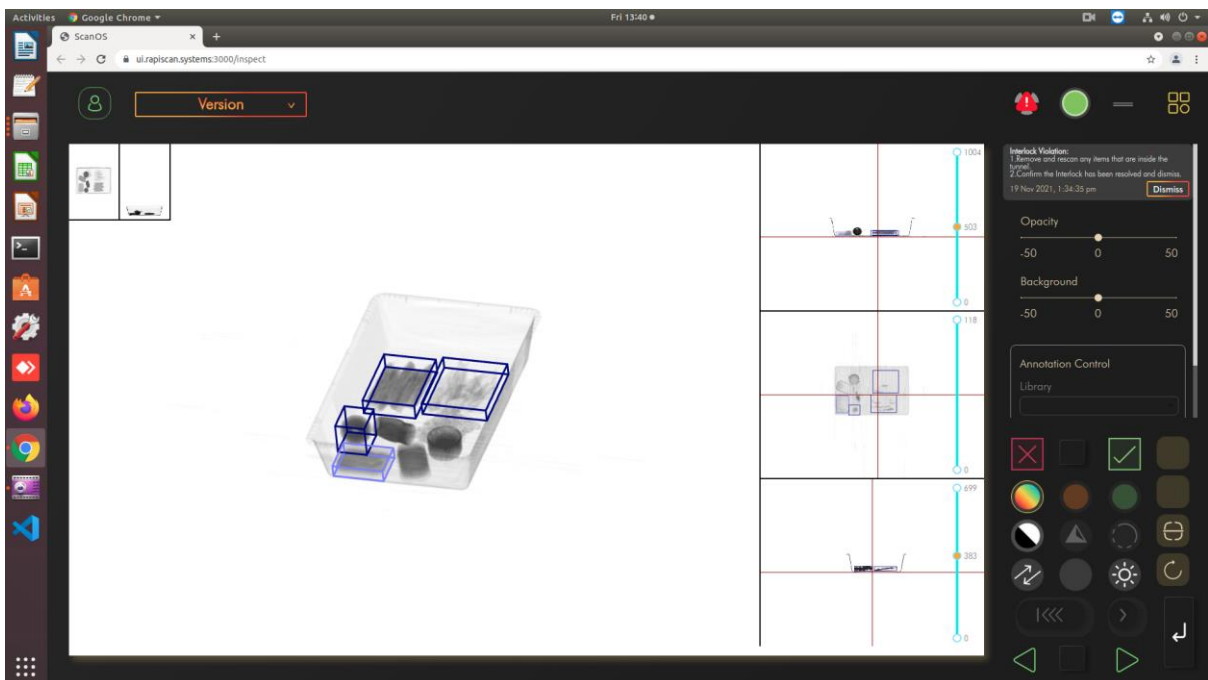 Activities Google Chrome Fri 13:40
ScanOS
ui.rapiscan.systems:3000/inspect
Version
1004
503
0
118
0
699
383
0
Interlock Violation:
1.Remove and rescan any items that are inside the
tunnel.
2.Confirm the Interlock has been resolved and dismiss.
19 Nov 2021, 1:34:35 pm Dismiss
Opacity
-50 0 50
Background
-50 0 50
Annotation Control
Library